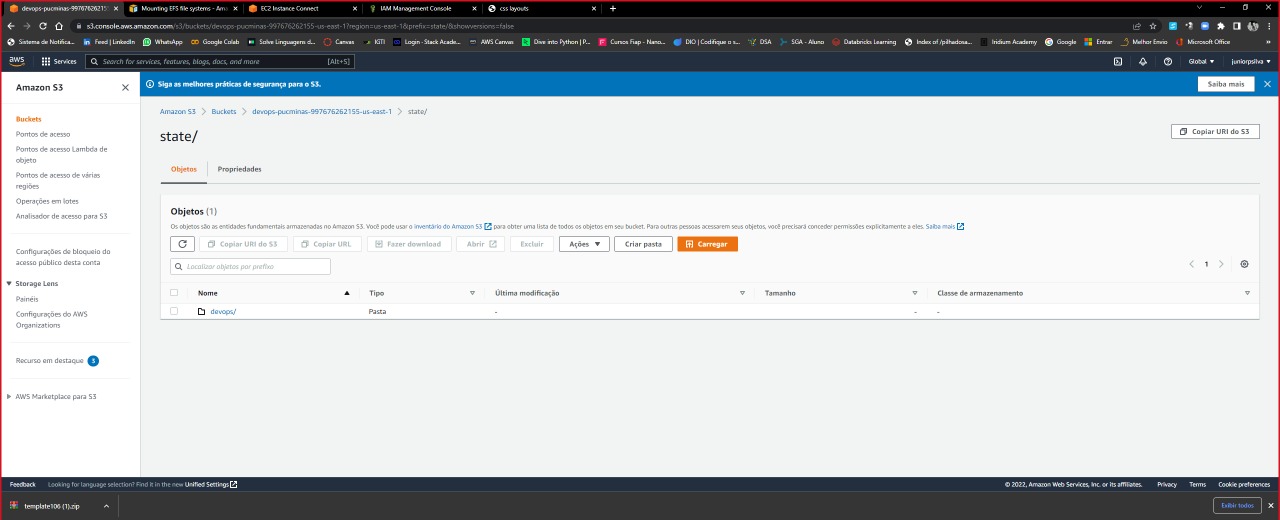 devops-pucminas-997676262155
Mounting EFS file systems - Ama
EC2 Instance Connect
IAM Management Console
css layouts
s3.console.aws.amazon.com/s3/buckets/devops-pucminas-997676262155-us-east-1?region=us-east-1&prefix=state/&showversions=false
Sistema de Notifica...
Feed | LinkedIn
WhatsApp
Google Colab
Solve Linguagens d...
Canvas
IGTI
Login - Stack Acade...
AWS Canvas
Dive into Python | P...
Cursos Fiap - Nano...
DIO | Codifique o s...
DSA
SGA - Aluno
Databricks Learning
Index of /pilhadosa...
Iridium Academy
Google
Entrar
Melhor Envio
Microsoft Office
aws
Services
Search for services, features, blogs, docs, and more
[Alt+S]
Global
juniorpsilva
Amazon S3
Siga as melhores práticas de segurança para o S3.
Saiba mais
Buckets
Pontos de acesso
Pontos de acesso Lambda de
objeto
Pontos de acesso de várias
regiões
Operações em lotes
Analisador de acesso para S3
Configurações de bloqueio do
acesso público desta conta
Storage Lens
Painéis
Configurações do AWS
Organizations
Recurso em destaque 3
AWS Marketplace para S3
Amazon S3
Buckets
devops-pucminas-997676262155-us-east-1
state/
state/
Copiar URI do S3
Objetos
Propriedades
Objetos (1)
Os objetos são as entidades fundamentais armazenadas no Amazon S3. Você pode usar o inventário do Amazon S3 para obter uma lista de todos os objetos em seu bucket. Para outras pessoas acessarem seus objetos, você precisará conceder permissões explicitamente a eles. Saiba mais
Copiar URI do S3
Copiar URL
Fazer download
Abrir
Excluir
Ações
Criar pasta
Carregar
Localizar objetos por prefixo
1
Nome
Tipo
Última modificação
Tamanho
Classe de armazenamento
devops/
Pasta
-
-
-
Feedback
Looking for language selection? Find it in the new Unified Settings
© 2022, Amazon Web Services, Inc. or its affiliates.
Privacy
Terms
Cookie preferences
template106 (1).zip
Exibir todos